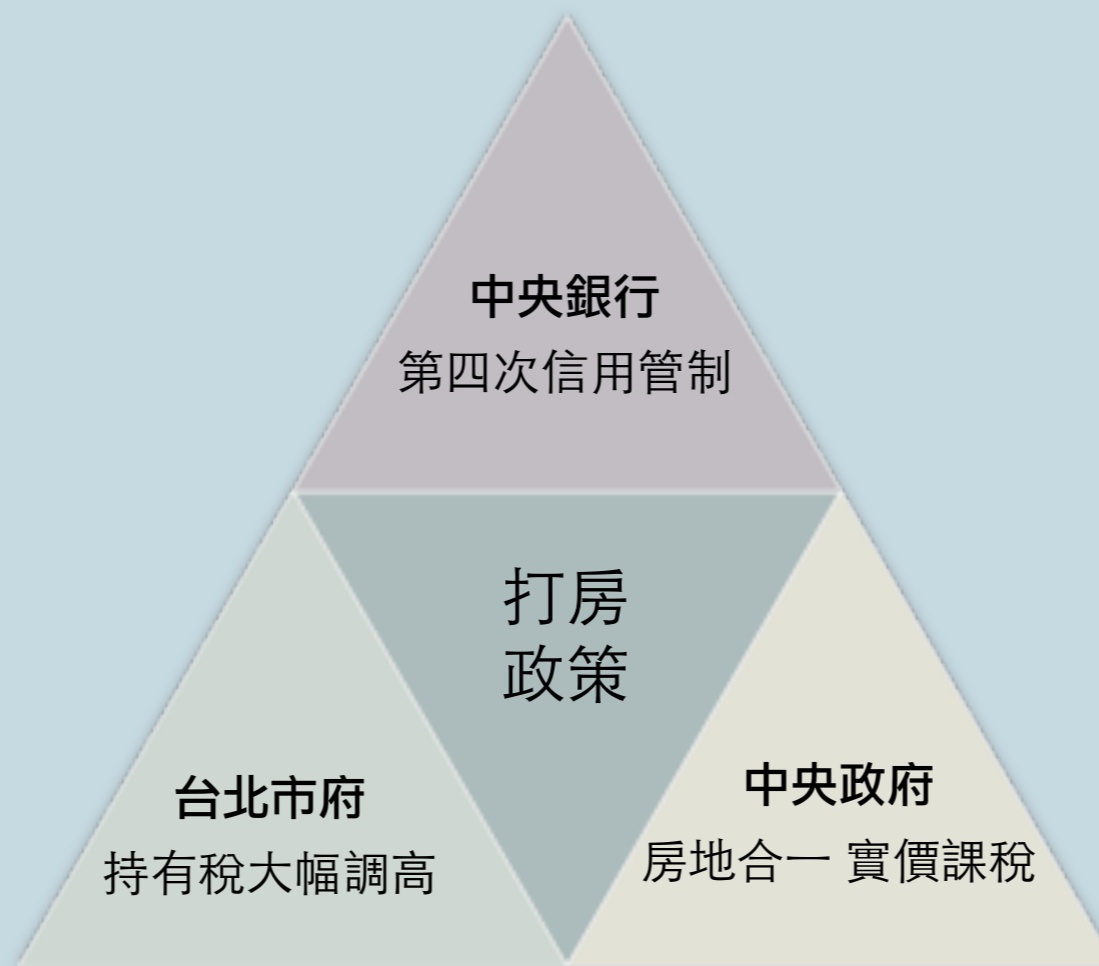 中央銀行
第四次信用管制
打房
政策
台北市府
持有稅大幅調高
中央政府
房地合一 實價課稅